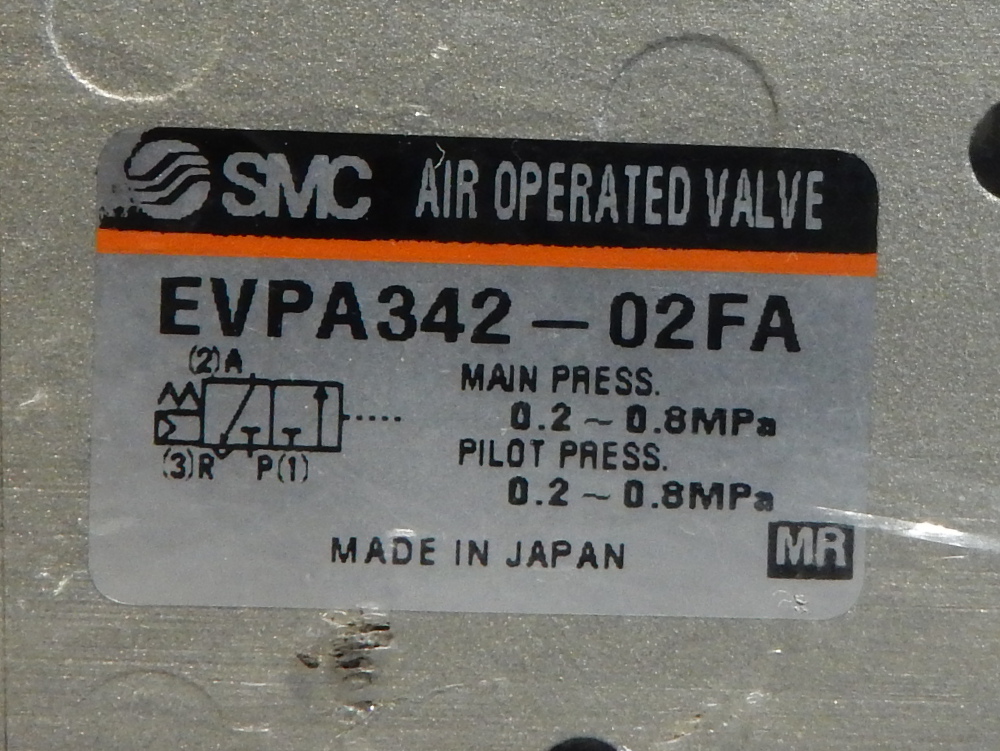 SMC AIR OPERATED VALVE
EVPA342-02FA
(2)A
(3)R P(1)
MAIN PRESS.
0.2~0.8MPa
PILOT PRESS.
0.2~0.8MPa
MADE IN JAPAN
MR